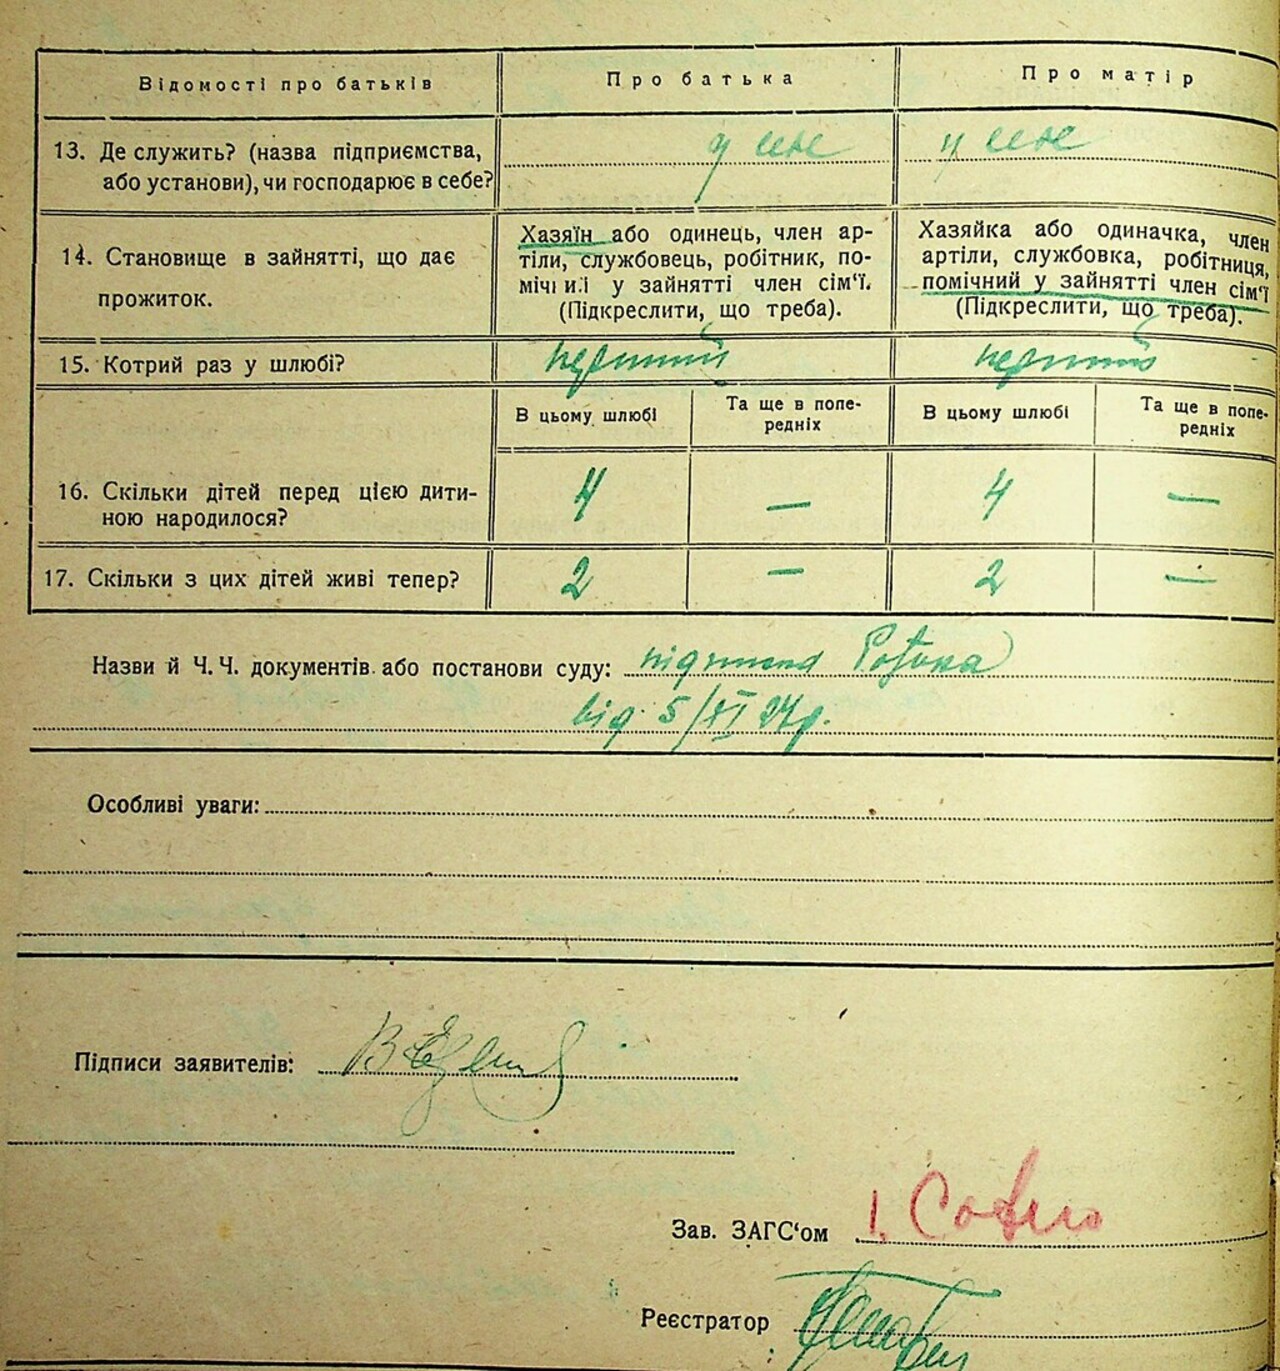 Відомості про батьків
Про батька
Про матір
13. Де служить? (назва підприємства,
або установи), чи господарює в себе?
у
у
14. Становище в зайнятті, що дає
прожиток.
Хазяїн або одинець, член ар-
тіли, службовець, робітник, по-
мічний у зайнятті член сім'ї.
(Підкреслити, що треба).
Хазяйка або одиначка, член
артіли, службовка, робітниця,
помічний у зайнятті член сім'ї
(Підкреслити, що треба).
15. Котрий раз у шлюбі?
перший
перший
В цьому шлюбі
Та ще в попе-
редніх
В цьому шлюбі
Та ще в попе-
редніх
16. Скільки дітей перед цією дити-
ною народилося?
4
—
4
—
17. Скільки з цих дітей живі тепер?
2
—
2
—
Назви й Ч.Ч. документів або постанови суду:
від 5/XI 27р.
Особливі уваги:
Підписи заявителів:
Зав. ЗАГС'ом
І.
Реєстратор